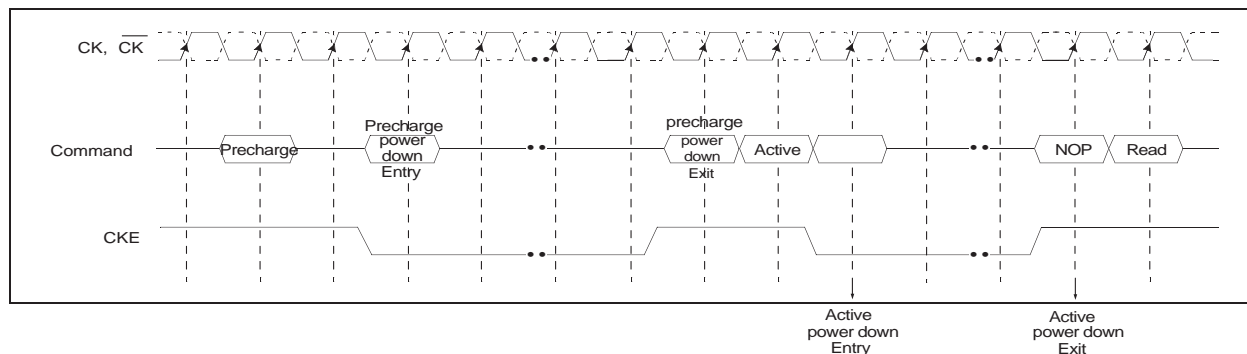 CK, CK
Command
Precharge
Precharge
power
down
Entry
precharge
power
down
Exit
Active
NOP
Read
CKE
Active
power down
Entry
Active
power down
Exit